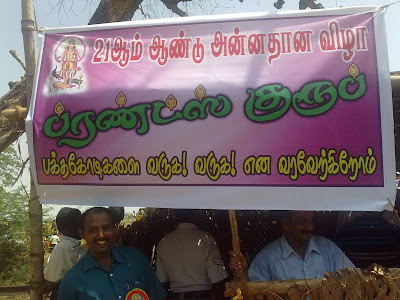 21ஆம் ஆண்டு அன்னதான விழா
ப்ரண்ட்ஸ் குரூப்
பக்தகோடிகளை வருக! வருக! என வரவேற்கிறோம்